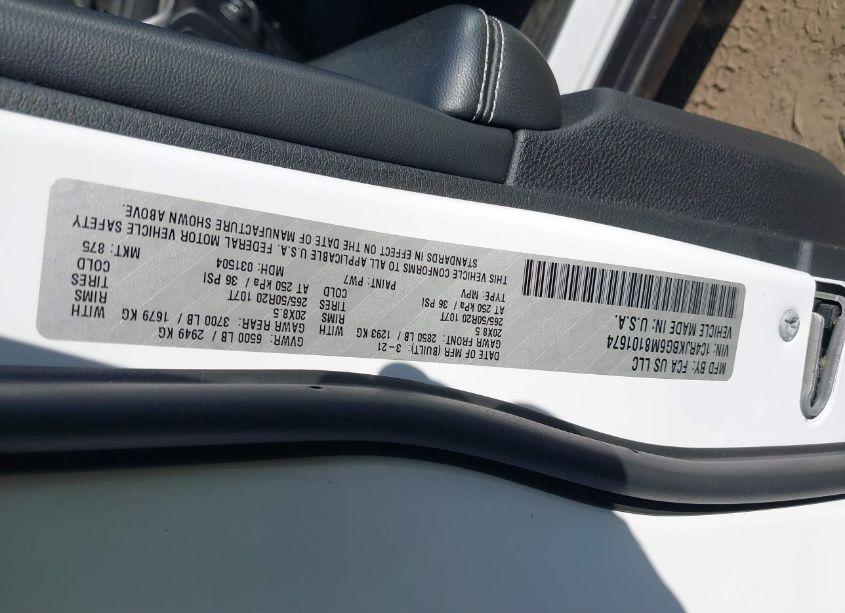 MFD BY: FCA US LLC
DATE OF MFR (BUILT): 3-21
GVWR: 6500 LB / 2949 KG
GAWR FRONT: 2850 LB / 1293 KG WITH
GAWR REAR: 3700 LB / 1679 KG WITH
20X8.5 RIMS
20X8.5 RIMS
265/50R20 107T TIRES
265/50R20 107T TIRES
AT 250 kPa / 36 PSI COLD
AT 250 kPa / 36 PSI COLD
VIN: 1C4RJKBG6M8101674
TYPE: MPV
PAINT: PW7
MDH: 031504
MKT: 875
VEHICLE MADE IN: U.S.A.
THIS VEHICLE CONFORMS TO ALL APPLICABLE U.S.A. FEDERAL MOTOR VEHICLE SAFETY
STANDARDS IN EFFECT ON THE DATE OF MANUFACTURE SHOWN ABOVE.